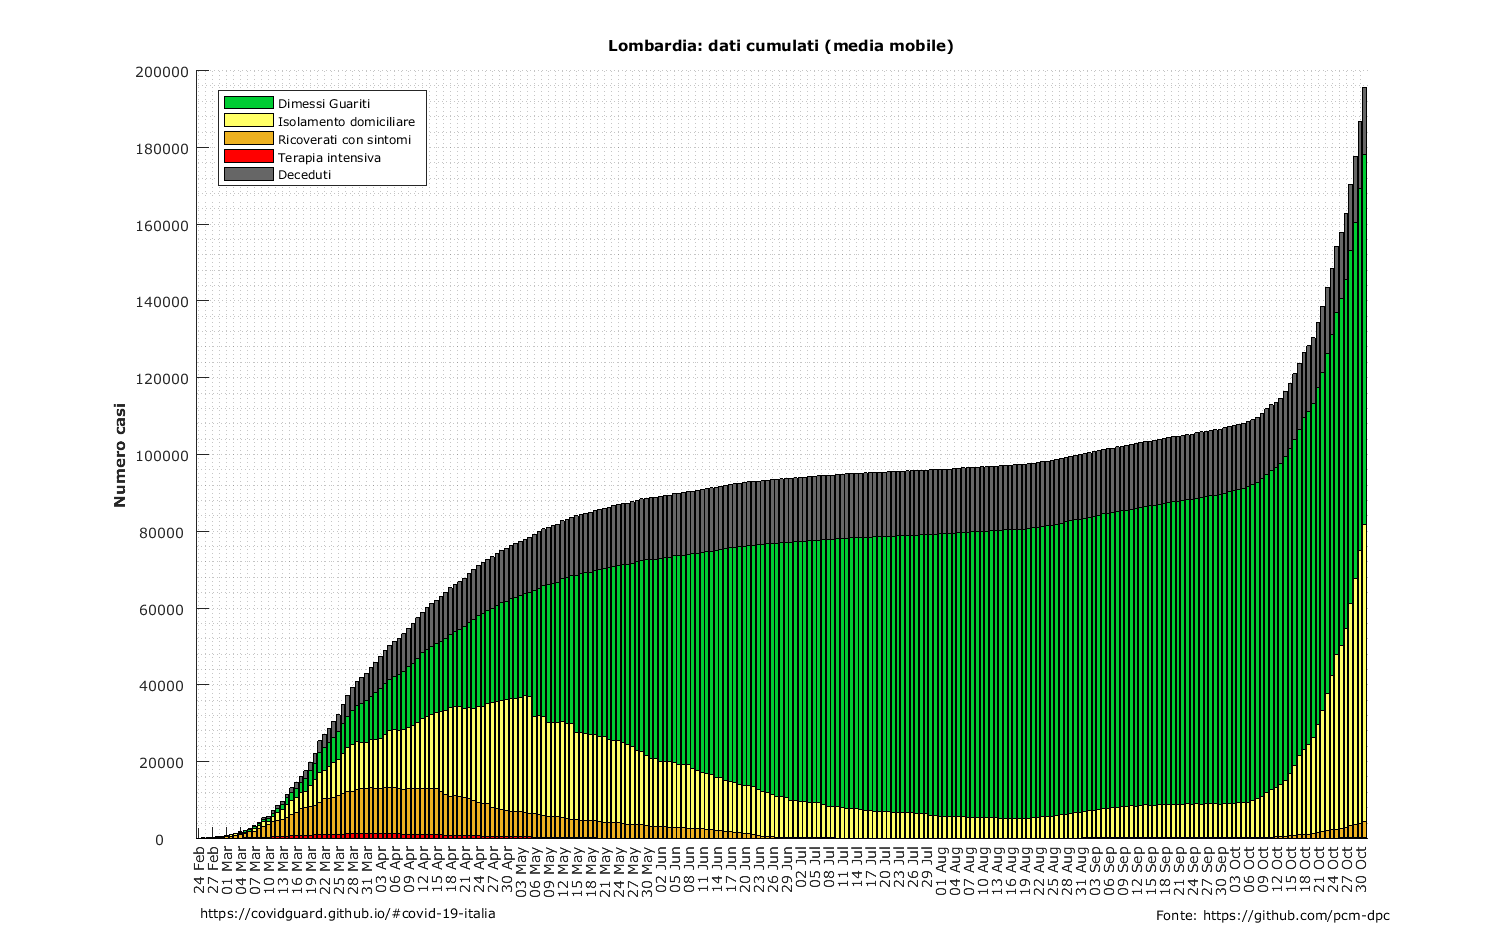 Lombardia: dati cumulati (media mobile)
Numero casi
200000
180000
160000
140000
120000
100000
80000
60000
40000
20000
0
Dimessi Guariti
Isolamento domiciliare
Ricoverati con sintomi
Terapia intensiva
Deceduti
24 Feb
27 Feb
01 Mar
04 Mar
07 Mar
10 Mar
13 Mar
16 Mar
19 Mar
22 Mar
25 Mar
28 Mar
31 Mar
03 Apr
06 Apr
09 Apr
12 Apr
15 Apr
18 Apr
21 Apr
24 Apr
27 Apr
30 Apr
03 May
06 May
09 May
12 May
15 May
18 May
21 May
24 May
27 May
30 May
02 Jun
05 Jun
08 Jun
11 Jun
14 Jun
17 Jun
20 Jun
23 Jun
26 Jun
29 Jun
02 Jul
05 Jul
08 Jul
11 Jul
14 Jul
17 Jul
20 Jul
23 Jul
26 Jul
29 Jul
01 Aug
04 Aug
07 Aug
10 Aug
13 Aug
16 Aug
19 Aug
22 Aug
25 Aug
28 Aug
31 Aug
03 Sep
06 Sep
09 Sep
12 Sep
15 Sep
18 Sep
21 Sep
24 Sep
27 Sep
30 Sep
03 Oct
06 Oct
09 Oct
12 Oct
15 Oct
18 Oct
21 Oct
24 Oct
27 Oct
30 Oct
https://covidguard.github.io/#covid-19-italia
Fonte: https://github.com/pcm-dpc